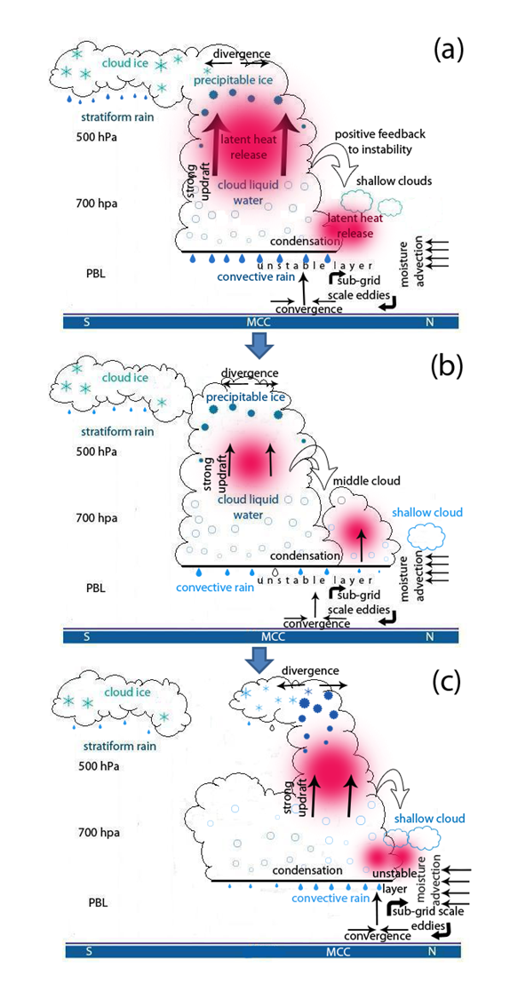 (a)
divergence
cloud ice
precipitable ice
stratiform rain
500 hPa
positive feedback
to instability
latent heat
release
strong
updraft
cloud liquid
water
shallow clouds
700 hpa
latent heat
release
condensation
moisture
advection
unstable layer
convective rain
PBL
sub-grid
scale eddies
convergence
S MCC N
(b)
divergence
cloud ice
precipitable ice
stratiform rain
500 hPa
strong
updraft
middle cloud
cloud liquid
water
shallow cloud
700 hpa
condensation
moisture
advection
unstable layer
convective rain
PBL
sub-grid
scale eddies
convergence
S MCC N
(c)
divergence
cloud ice
stratiform rain
500 hPa
strong
updraft
shallow cloud
700 hpa
condensation
unstable
layer
moisture
advection
convective rain
PBL
sub-grid scale
eddies
convergence
S MCC N